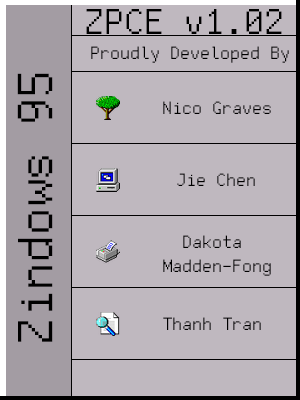 ZPCE v1.02
Proudly Developed By
Nico Graves
Jie Chen
Dakota
Madden-Fong
Thanh Tran
Zindows 95